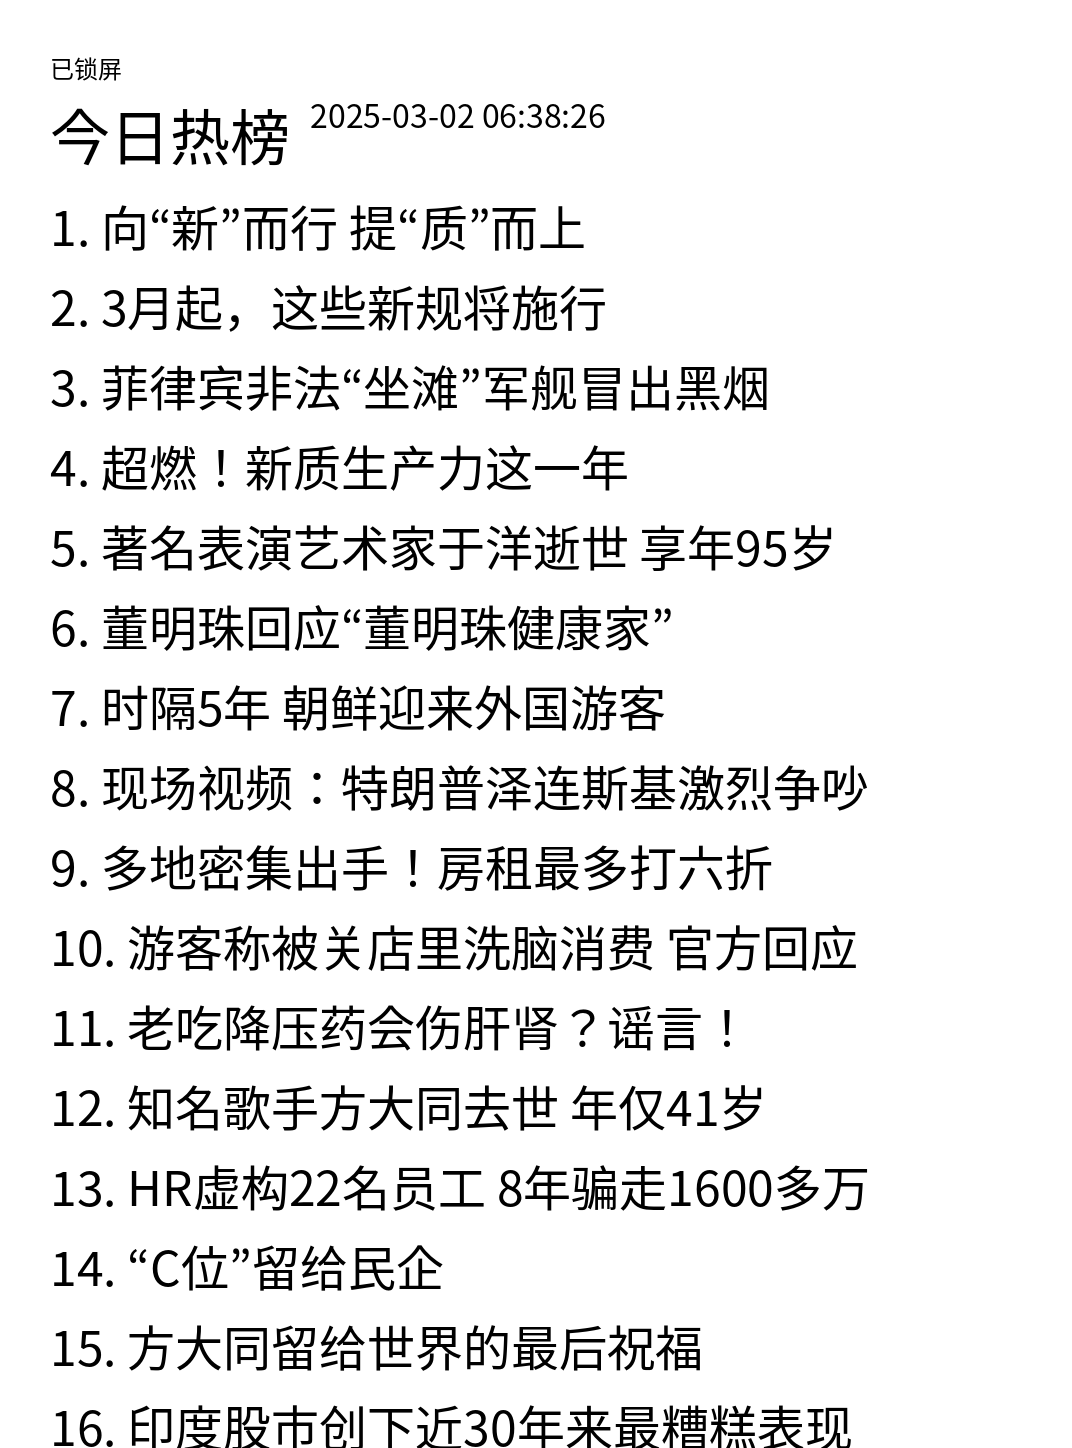 已锁屏
今日热榜 2025-03-02 06:38:26
1. 向“新”而行 提“质”而上
2. 3月起，这些新规将施行
3. 菲律宾非法“坐滩”军舰冒出黑烟
4. 超燃！新质生产力这一年
5. 著名表演艺术家于洋逝世 享年95岁
6. 董明珠回应“董明珠健康家”
7. 时隔5年 朝鲜迎来外国游客
8. 现场视频：特朗普泽连斯基激烈争吵
9. 多地密集出手！房租最多打六折
10. 游客称被关店里洗脑消费 官方回应
11. 老吃降压药会伤肝肾？谣言！
12. 知名歌手方大同去世 年仅41岁
13. HR虚构22名员工 8年骗走1600多万
14. “C位”留给民企
15. 方大同留给世界的最后祝福
16. 印度股市创下近30年来最糟糕表现